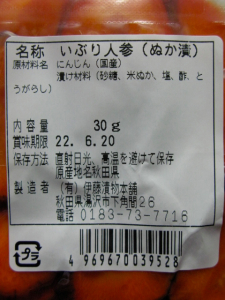 名称 いぶり人参（ぬか漬）
原材料名 にんじん（国産）
漬け材料（砂糖、米ぬか、塩、酢、と
うがらし）
内容量 30g
賞味期限 22. 6.20
保存方法 直射日光、高温を避けて保存
原産地名秋田県
製造者 （有）伊藤漬物本舗
秋田県湯沢市下関字関口26
電話 0183-73-7716
プラ
4 969670 039528